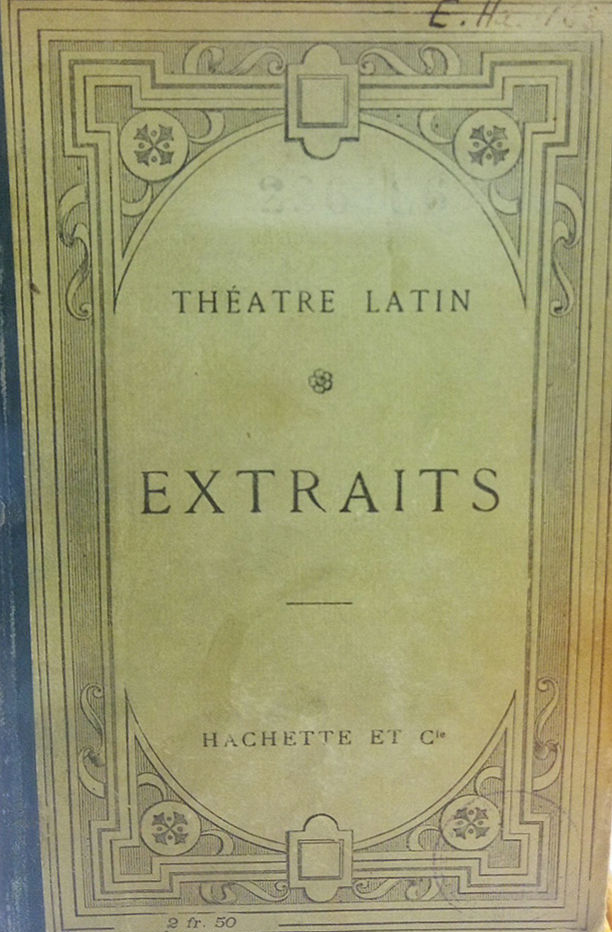 THÉATRE LATIN
EXTRAITS
HACHETTE ET Cie
2 fr. 50